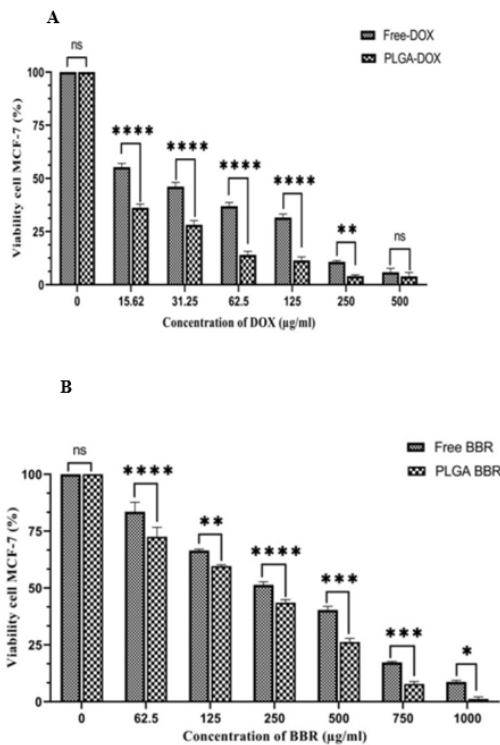 A
Free-DOX
PLGA-DOX
ns
100
75
50
25
0
Viability cell MCF-7 (%)
****
****
****
****
**
ns
0 15.62 31.25 62.5 125 250 500
Concentration of DOX (µg/ml)
B
Free BBR
PLGA BBR
ns
100
75
50
25
0
Viability cell MCF-7 (%)
****
**
****
***
***
*
0 62.5 125 250 500 750 1000
Concentration of BBR (µg/ml)